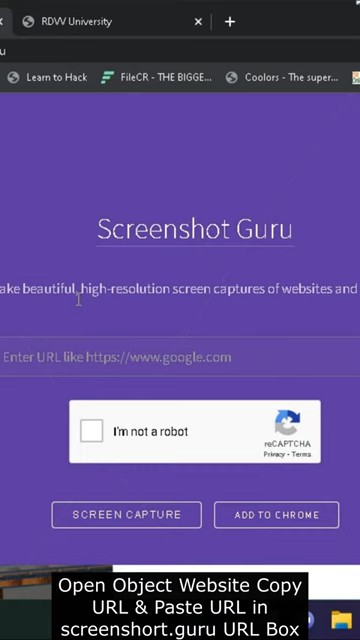 RDVV University
u
Learn to Hack
FileCR - THE BIGGE...
Coolors - The super...
Screenshot Guru
ake beautiful, high-resolution screen captures of websites and
Enter URL like https://www.google.com
I'm not a robot
reCAPTCHA
Privacy - Terms
SCREEN CAPTURE
ADD TO CHROME
Open Object Website Copy
URL & Paste URL in
screenshort.guru URL Box